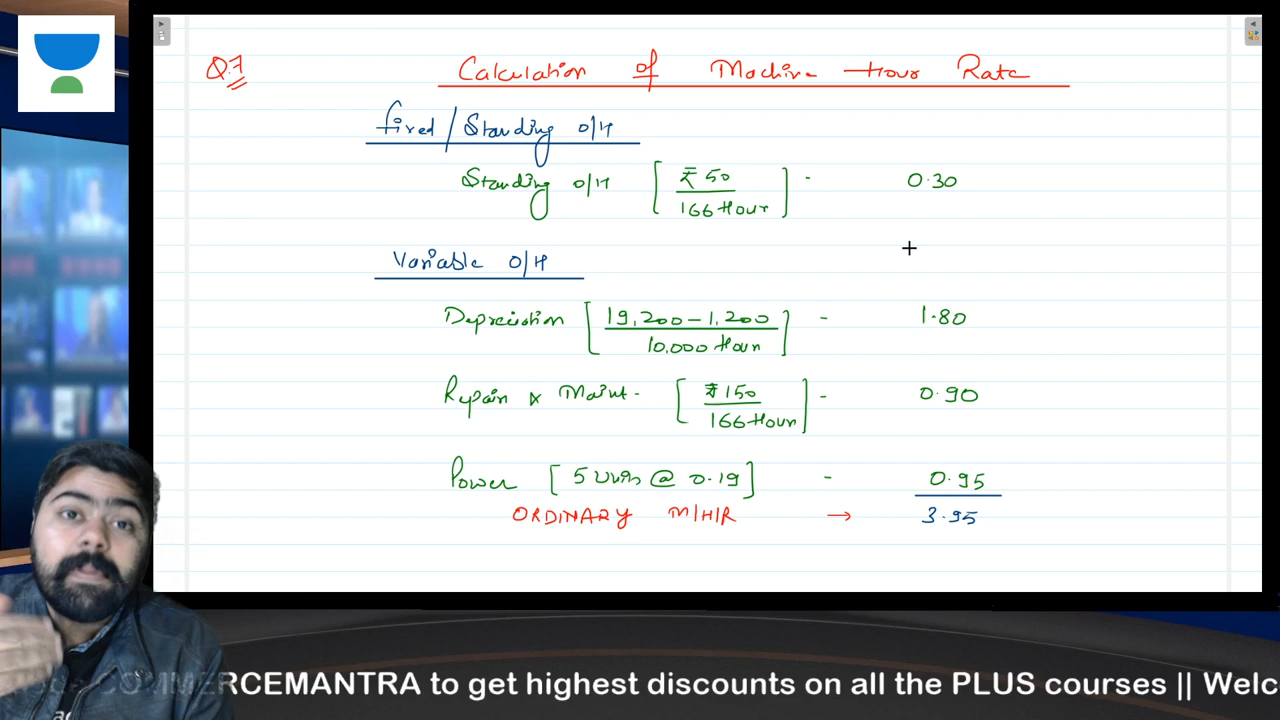 Q.7 Calculation of Machine Hour Rate
Fixed / Standing O/H
Standing O/H [₹ 50 / 166 Hour] - 0.30
Variable O/H
Depreciation [19,200 - 1,200 / 10,000 Hour] - 1.80
Repair & Maint. [₹ 150 / 166 Hour] - 0.90
Power [5 Units @ 0.19] - 0.95
ORDINARY M/H/R → 3.95
COMMERCEMANTRA to get highest discounts on all the PLUS courses || Welc